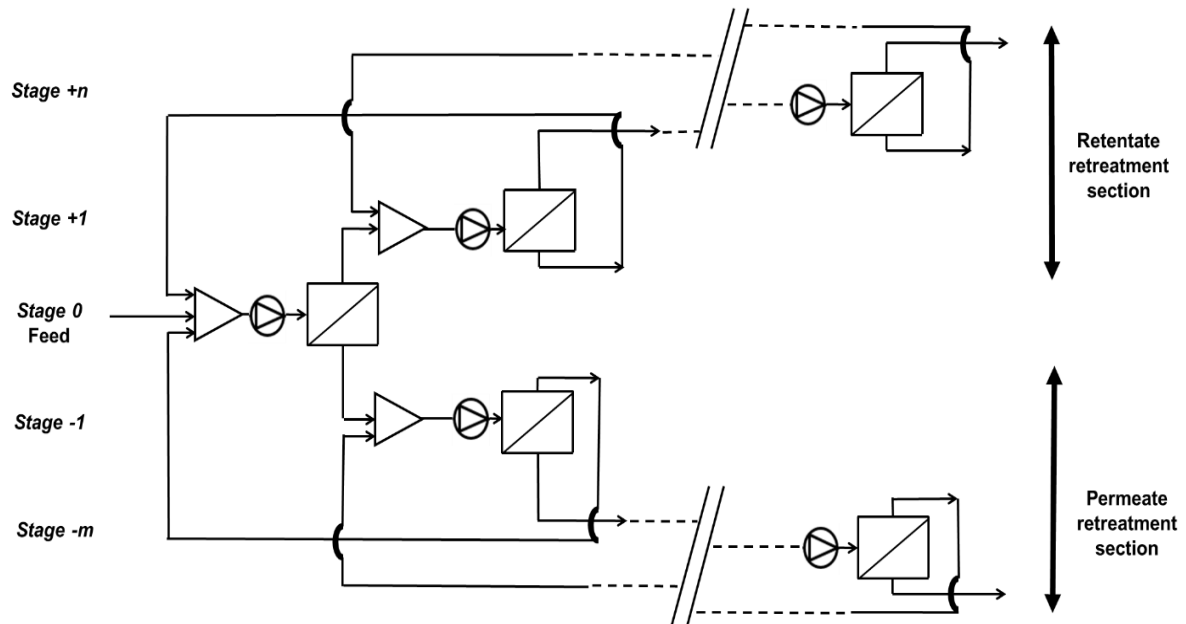 Stage +n
Retentate
retreatment
section
Stage +1
Stage 0
Feed
Stage -1
Stage -m
Permeate
retreatment
section